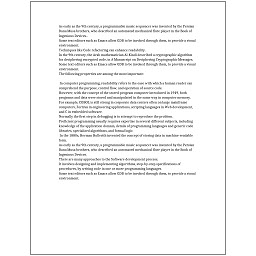 as early as the 9th century, a programmable music sequencer was invented by the Persian
Banu Musa brothers, who described an automated mechanical flute player in the Book of
Ingenious Devices.
Some text editors such as Emacs allow GDB to be invoked through them, to provide a visual
environment.
Techniques like Code refactoring can enhance readability.
In the 9th century, the Arab mathematician Al-Kindi described a cryptographic algorithm
for deciphering encrypted code, in A Manuscript on Deciphering Cryptographic Messages.
Some text editors such as Emacs allow GDB to be invoked through them, to provide a visual
environment.
The following properties are among the most important:

In computer programming, readability refers to the ease with which a human reader can
comprehend the purpose, control flow, and operation of source code.
However, with the concept of the stored-program computer introduced in 1949, both
programs and data were stored and manipulated in the same way in computer memory.
For example, COBOL is still strong in corporate data centers often on large mainframe
computers, Fortran in engineering applications, scripting languages in Web development,
and C in embedded software.
Normally the first step in debugging is to attempt to reproduce the problem.
Proficient programming usually requires expertise in several different subjects, including
knowledge of the application domain, details of programming languages and generic code
libraries, specialized algorithms, and formal logic.
In the 1880s, Herman Hollerith invented the concept of storing data in machine-readable
form.
as early as the 9th century, a programmable music sequencer was invented by the Persian
Banu Musa brothers, who described an automated mechanical flute player in the Book of
Ingenious Devices.
There are many approaches to the Software development process.
It involves designing and implementing algorithms, step-by-step specifications of
procedures, by writing code in one or more programming languages.
Some text editors such as Emacs allow GDB to be invoked through them, to provide a visual
environment.